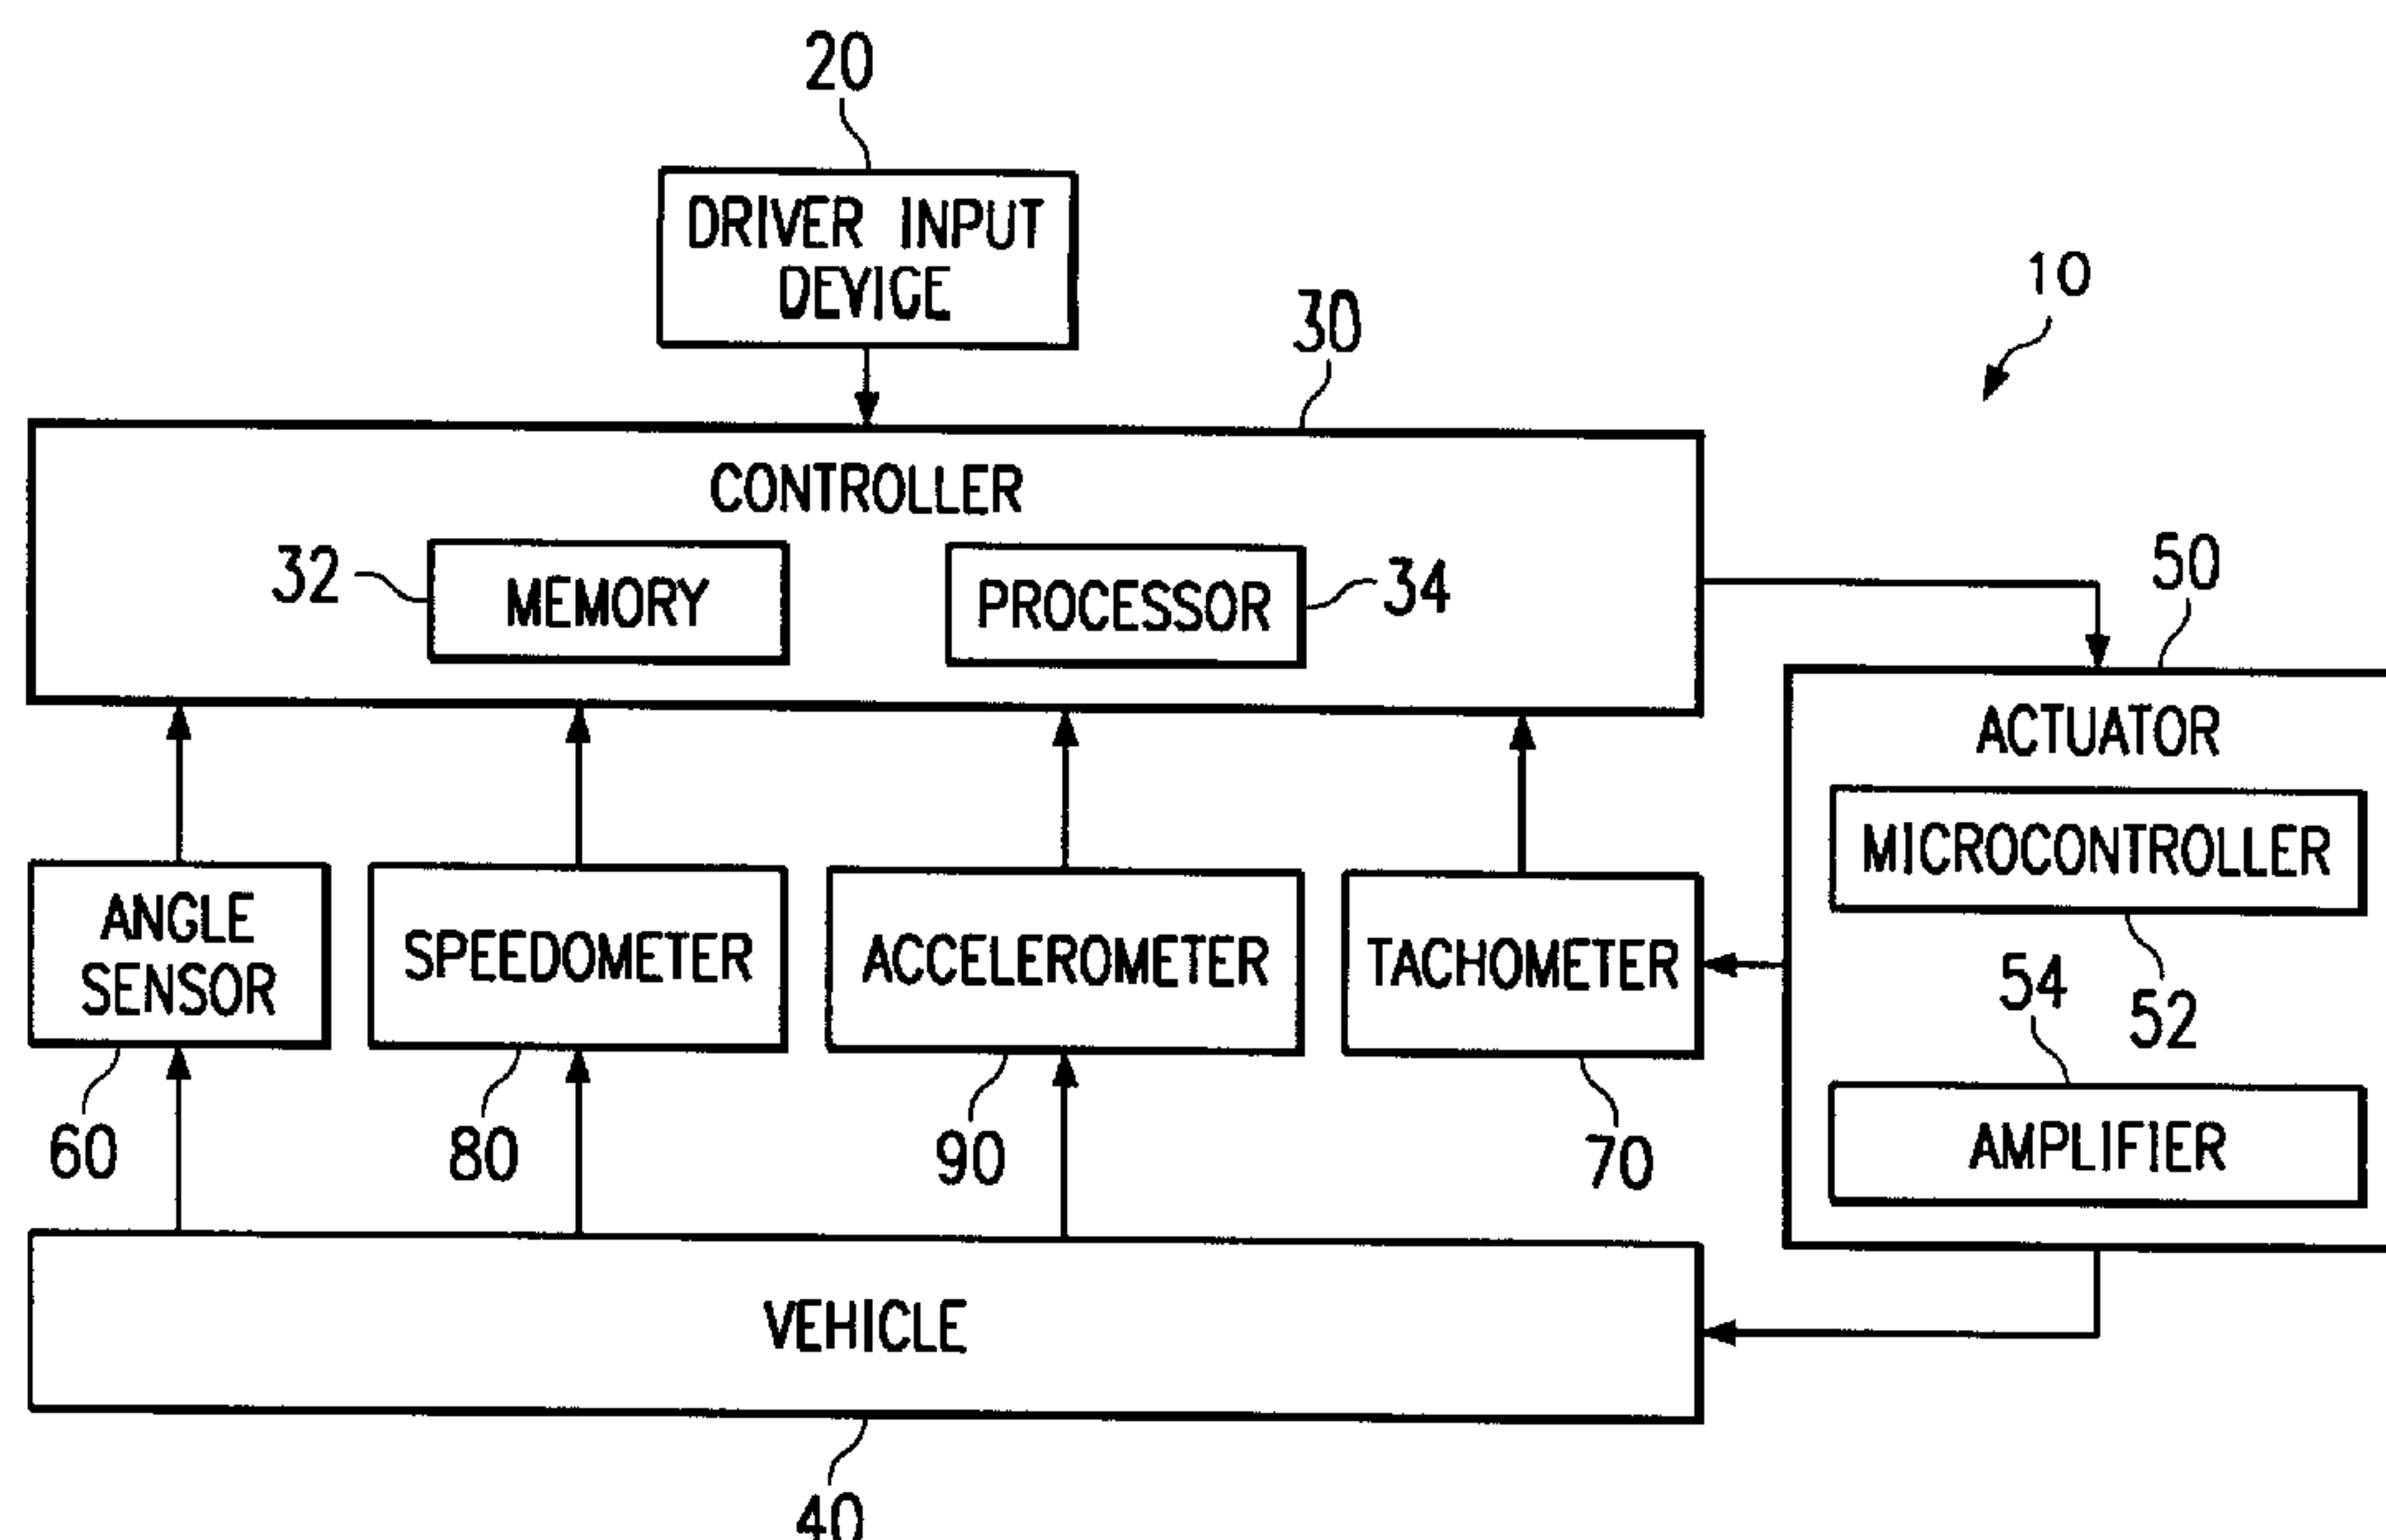 20
DRIVER INPUT
DEVICE
10
30
CONTROLLER
32
MEMORY
PROCESSOR
34
50
ACTUATOR
MICROCONTROLLER
52
54
AMPLIFIER
ANGLE
SENSOR
SPEEDOMETER
ACCELEROMETER
TACHOMETER
60
80
90
70
VEHICLE
40